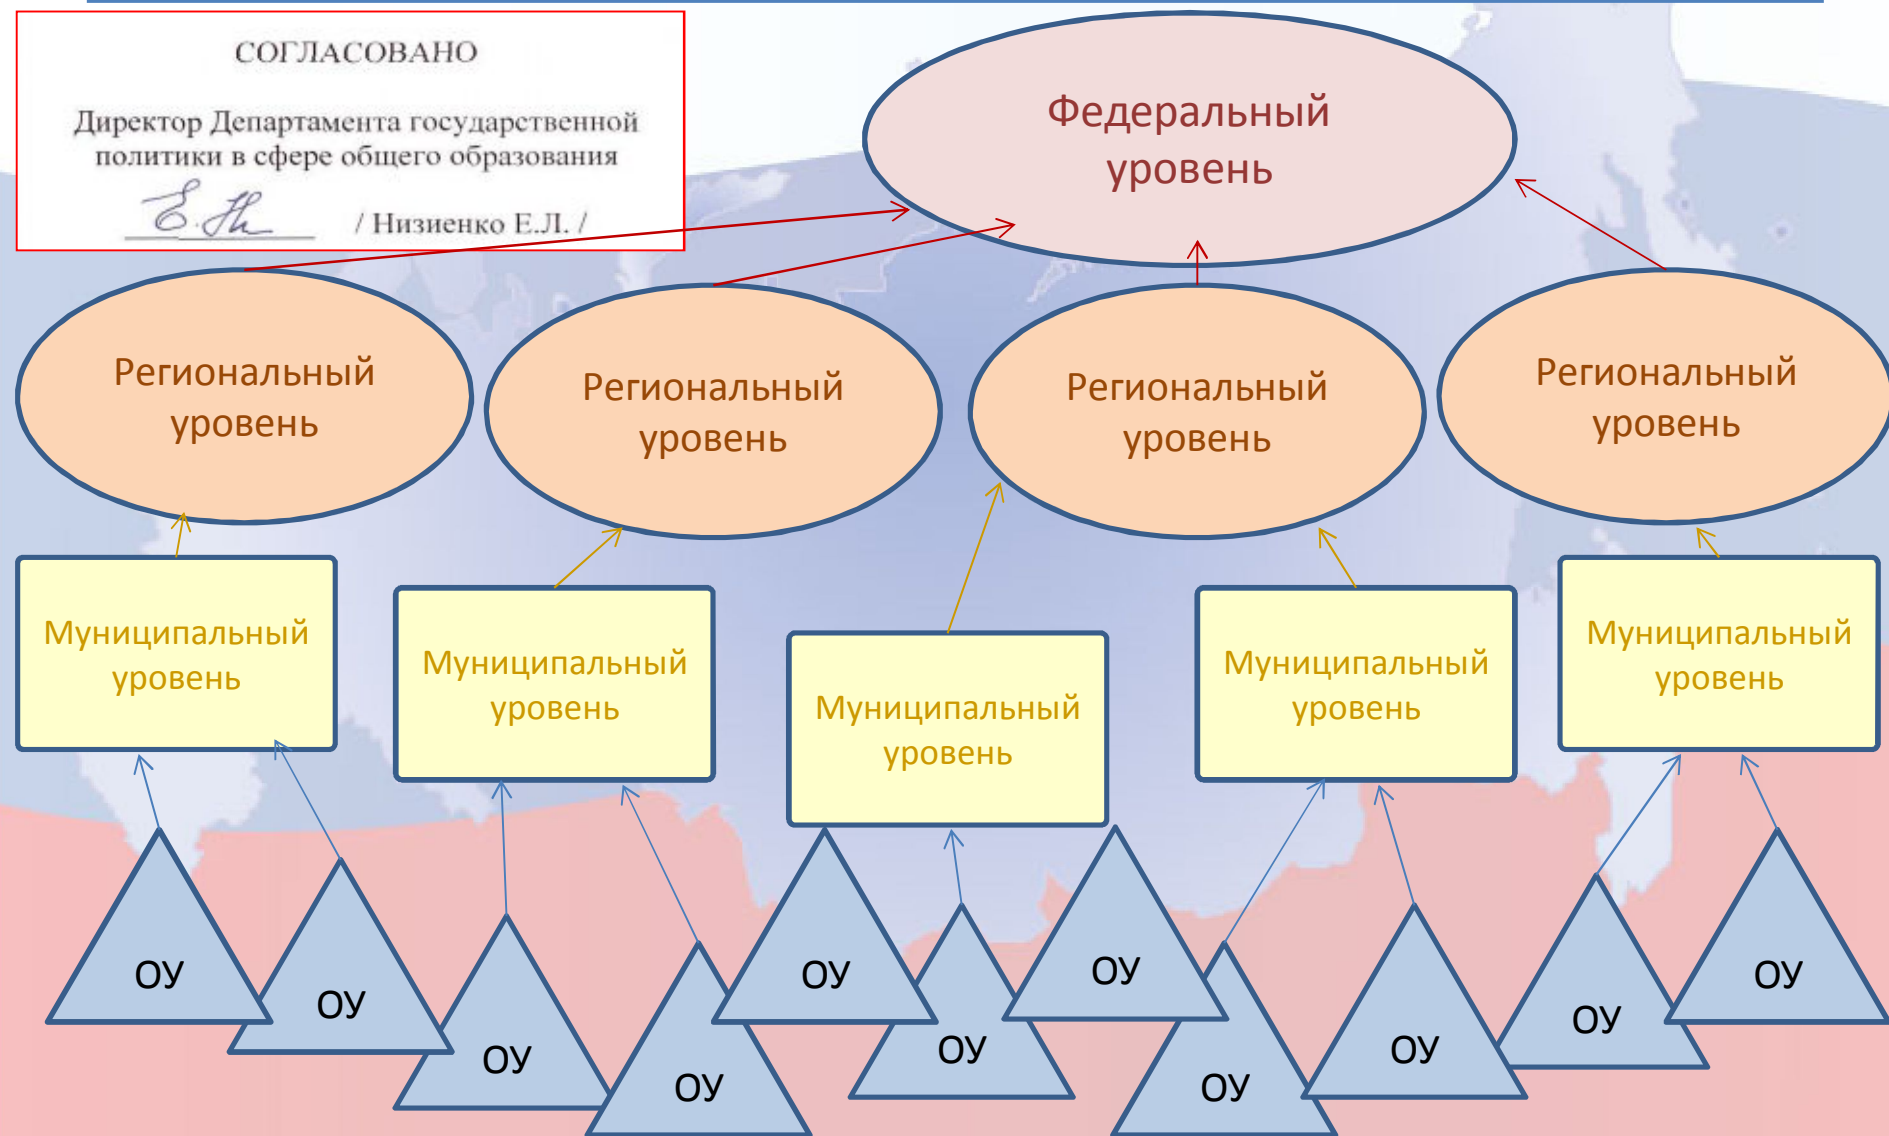 СОГЛАСОВАНО
Директор Департамента государственной
политики в сфере общего образования
/ Низиенко Е.Л. /
Федеральный
уровень
Региональный
уровень
Региональный
уровень
Региональный
уровень
Региональный
уровень
Муниципальный
уровень
Муниципальный
уровень
Муниципальный
уровень
Муниципальный
уровень
Муниципальный
уровень
ОУ
ОУ
ОУ
ОУ
ОУ
ОУ
ОУ
ОУ
ОУ
ОУ
ОУ